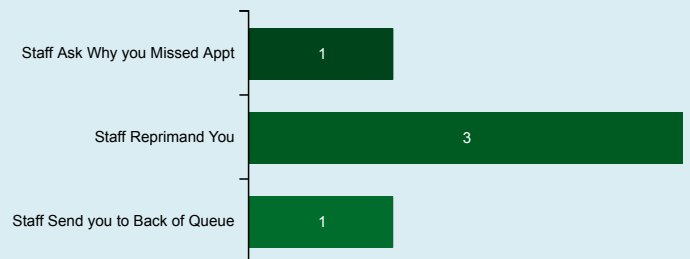 Staff Ask Why you Missed Appt
1
Staff Reprimand You
3
Staff Send you to Back of Queue
1